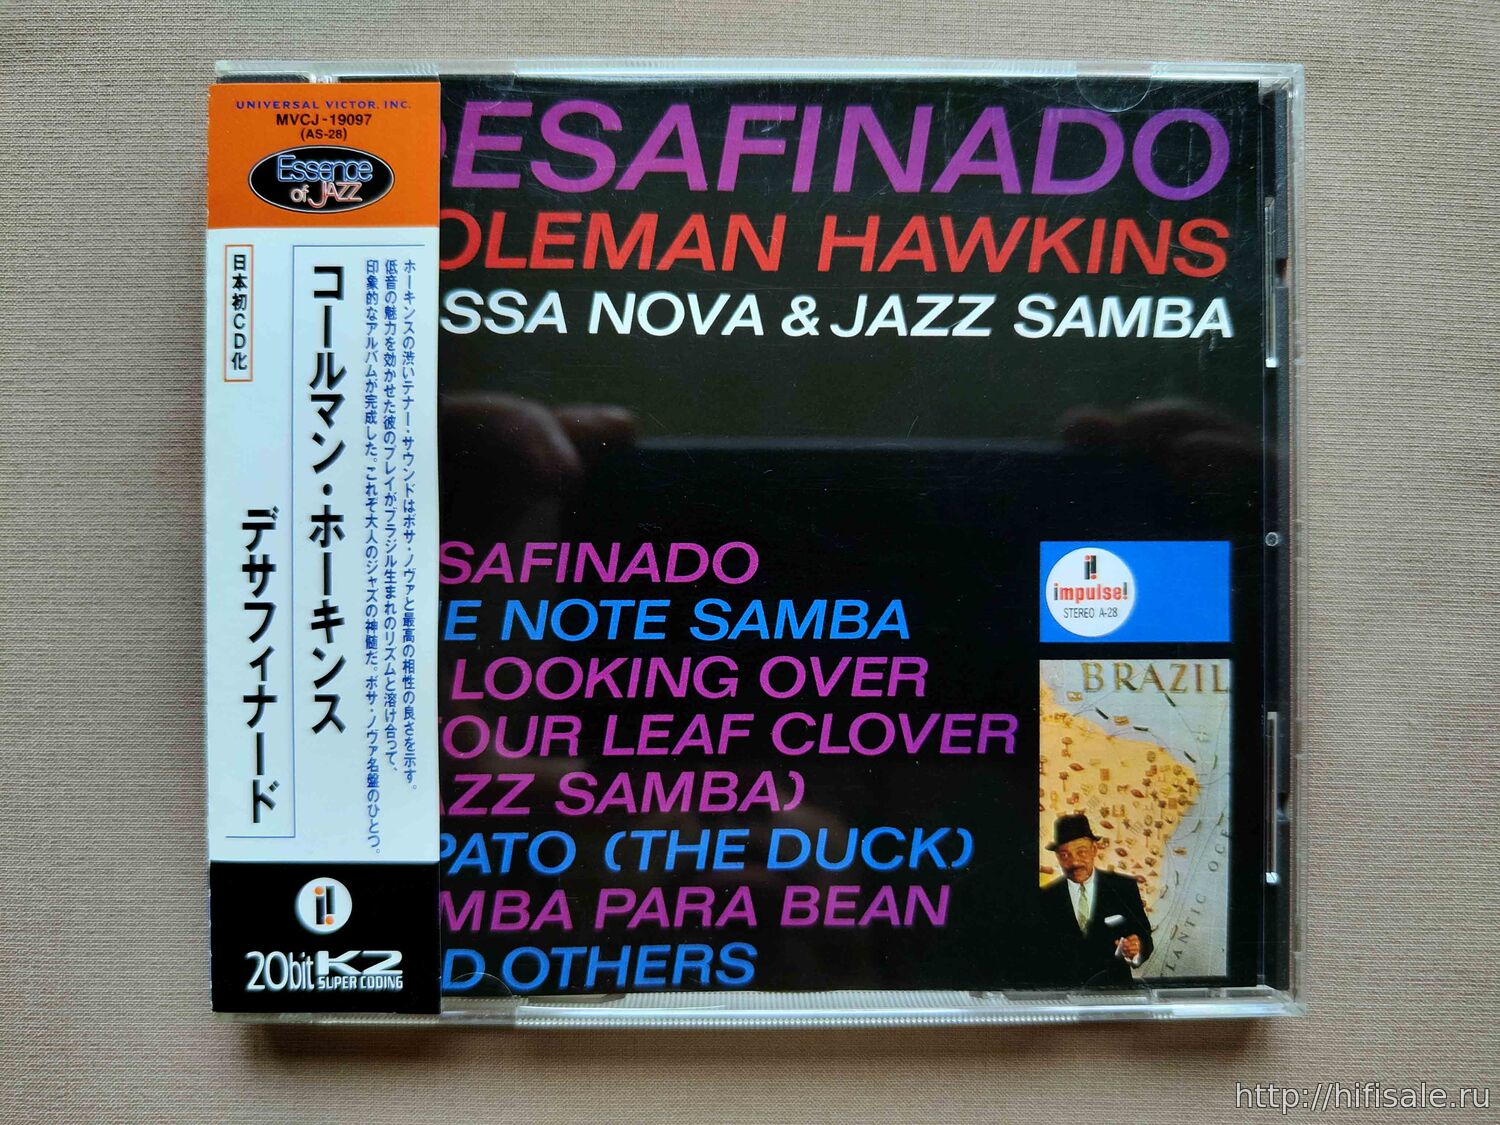 UNIVERSAL VICTOR, INC.
MVCJ-19097
(AS-28)
Essence
of JAZZ
日本初CD化
コールマン・ホーキンス
デサフィナード
ホーキンスの渋いテナー・サウンドはボサ・ノヴァと最高の相性の良さを示す。
低音の魅力を効かせた彼のプレイがブラジル生まれのリズムと溶け合って、
印象的なアルバムが完成した。これぞ大人のジャズの神髄だ。ボサ・ノヴァ名盤のひとつ。
i!
20bit K2
SUPER CODING
DESAFINADO
COLEMAN HAWKINS
SSA NOVA & JAZZ SAMBA
SAFINADO
E NOTE SAMBA
LOOKING OVER
FOUR LEAF CLOVER
AZZ SAMBA)
PATO (THE DUCK)
MBA PARA BEAN
D OTHERS
i!
impulse!
STEREO A-28
BRAZIL
LANTIC OCE
http://hifisale.ru